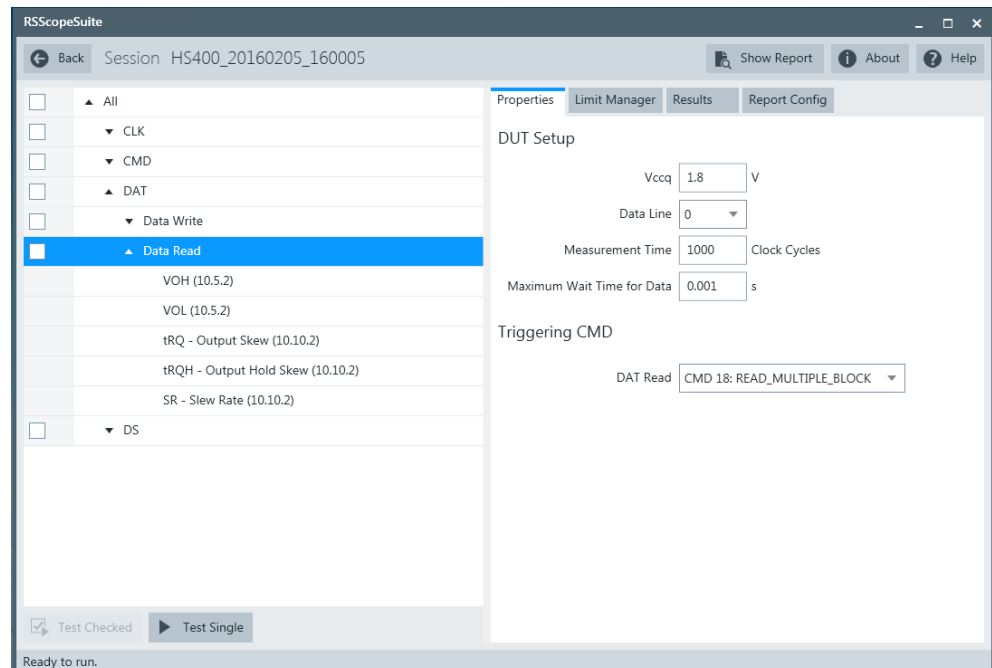 RSScopeSuite
Back Session HS400_20160205_160005 Show Report About Help
All
CLK
CMD
DAT
Data Write
Data Read
VOH (10.5.2)
VOL (10.5.2)
tRQ - Output Skew (10.10.2)
tRQH - Output Hold Skew (10.10.2)
SR - Slew Rate (10.10.2)
DS
Test Checked Test Single
Ready to run.
Properties Limit Manager Results Report Config
DUT Setup
Vccq 1.8 V
Data Line 0
Measurement Time 1000 Clock Cycles
Maximum Wait Time for Data 0.001 s
Triggering CMD
DAT Read CMD 18: READ_MULTIPLE_BLOCK